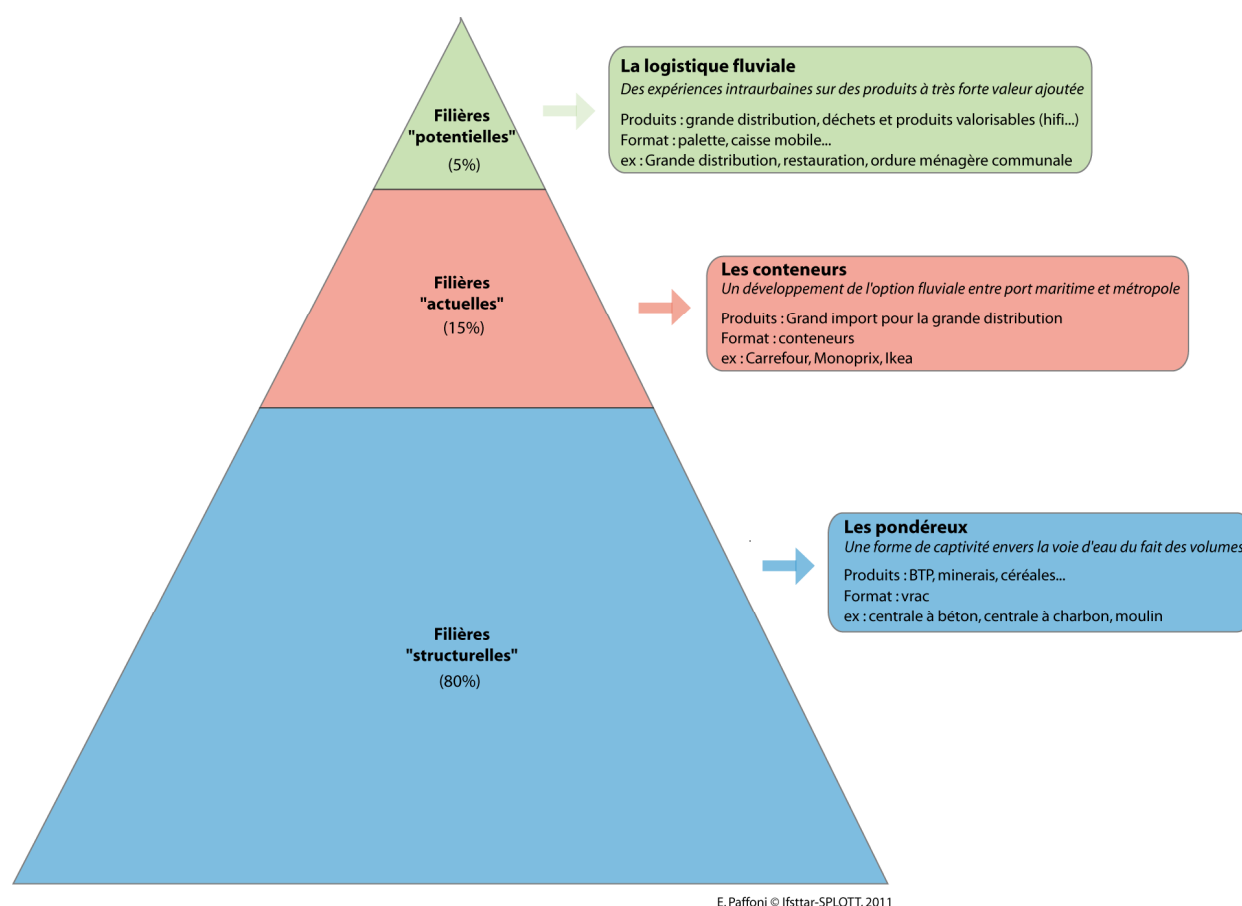 Filières
"potentielles"
(5%)
La logistique fluviale
Des expériences intraurbaines sur des produits à très forte valeur ajoutée
Produits : grande distribution, déchets et produits valorisables (hifi...)
Format : palette, caisse mobile...
ex : Grande distribution, restauration, ordure ménagère communale
Filières
"actuelles"
(15%)
Les conteneurs
Un développement de l'option fluviale entre port maritime et métropole
Produits : Grand import pour la grande distribution
Format : conteneurs
ex : Carrefour, Monoprix, Ikea
Filières
"structurelles"
(80%)
Les pondéreux
Une forme de captivité envers la voie d'eau du fait des volumes
Produits : BTP, minerais, céréales...
Format : vrac
ex : centrale à béton, centrale à charbon, moulin
E. Paffoni © Ifsttar-SPLOTT, 2011